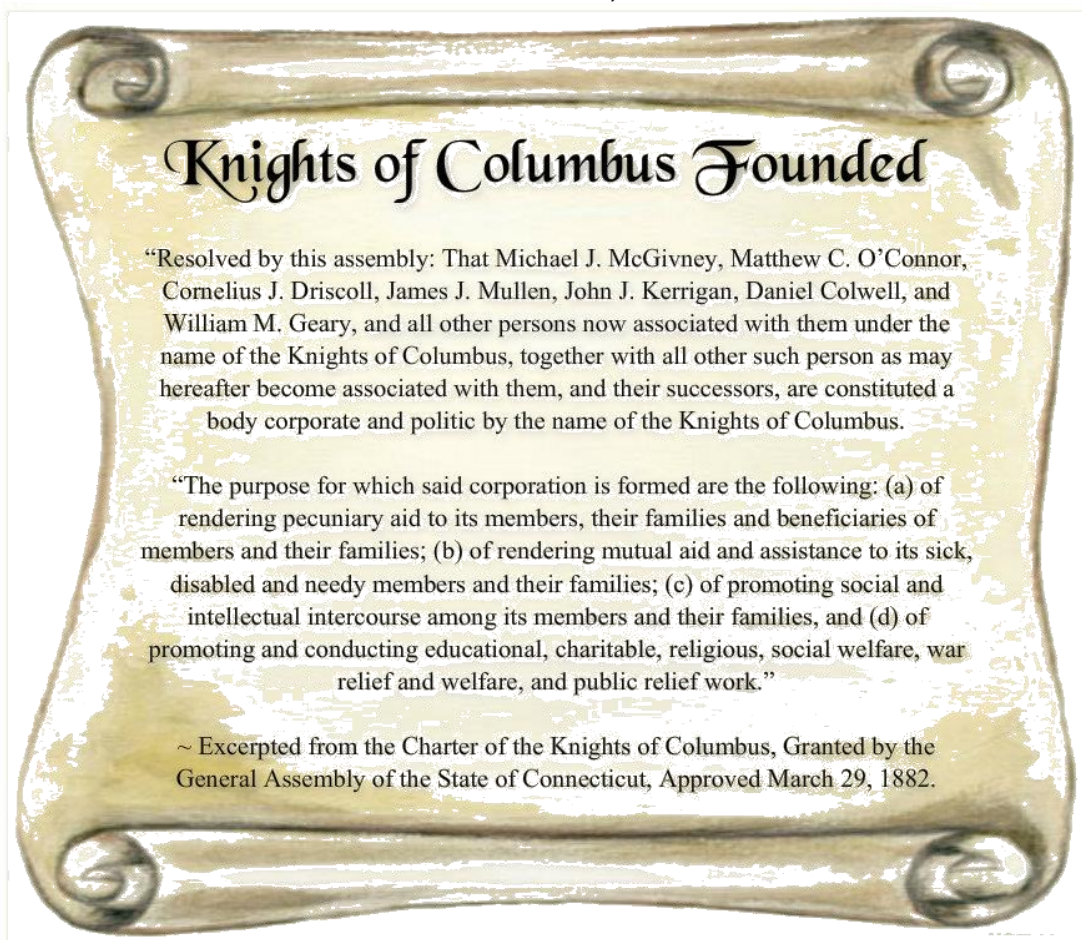 Knights of Columbus Founded
“Resolved by this assembly: That Michael J. McGivney, Matthew C. O’Connor,
Cornelius J. Driscoll, James J. Mullen, John J. Kerrigan, Daniel Colwell, and
William M. Geary, and all other persons now associated with them under the
name of the Knights of Columbus, together with all other such person as may
hereafter become associated with them, and their successors, are constituted a
body corporate and politic by the name of the Knights of Columbus.
“The purpose for which said corporation is formed are the following: (a) of
rendering pecuniary aid to its members, their families and beneficiaries of
members and their families; (b) of rendering mutual aid and assistance to its sick,
disabled and needy members and their families; (c) of promoting social and
intellectual intercourse among its members and their families, and (d) of
promoting and conducting educational, charitable, religious, social welfare, war
relief and welfare, and public relief work.”
~ Excerpted from the Charter of the Knights of Columbus, Granted by the
General Assembly of the State of Connecticut, Approved March 29, 1882.